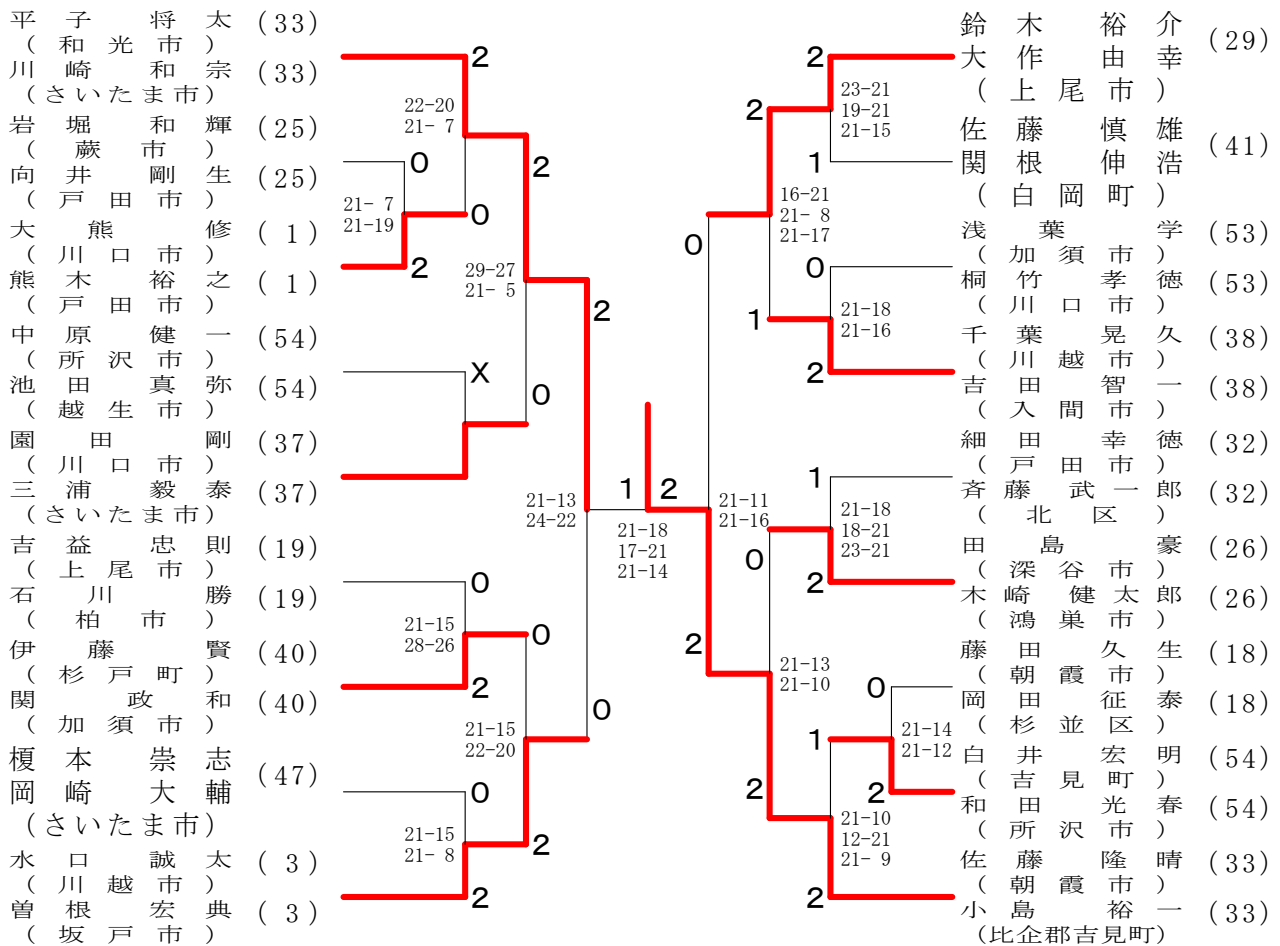 平子将太 (33)
(和光市)
川崎和宗 (33)
(さいたま市)
岩堀和輝 (25)
(蕨市)
向井剛生 (25)
(戸田市)
大熊修 (1)
(川口市)
熊木裕之 (1)
(戸田市)
中原健一 (54)
(所沢市)
池田真弥 (54)
(越生市)
園田剛 (37)
(川口市)
三浦毅泰 (37)
(さいたま市)
吉益忠則 (19)
(上尾市)
石川勝 (19)
(柏市)
伊藤賢 (40)
(杉戸町)
関政和 (40)
(加須市)
榎本崇志 (47)
岡崎大輔
(さいたま市)
水口誠太 (3)
(川越市)
曽根宏典 (3)
(坂戸市)
2
22-20
21- 7
0
2
21- 7
21-19
0
2
29-27
21- 5
2
X
0
21-13
24-22
0
21-15
28-26
0
2
21-15
22-20
0
0
21-15
21- 8
2
2
1 2
21-18
17-21
21-14
2
23-21
19-21
21-15
2
1
16-21
21- 8
21-17
0
0
21-18
21-16
1
2
1
21-11
21-16
21-18
18-21
23-21
0
2
2
21-13
21-10
0
21-14
21-12
1
2
2
21-10
12-21
21- 9
2
鈴木裕介 (29)
大作由幸
(上尾市)
佐藤慎雄 (41)
関根伸浩
(白岡町)
浅葉学 (53)
(加須市)
桐竹孝徳 (53)
(川口市)
千葉晃久 (38)
(川越市)
吉田智一 (38)
(入間市)
細田幸徳 (32)
(戸田市)
斉藤武一郎 (32)
(北区)
田島豪 (26)
(深谷市)
木崎健太郎 (26)
(鴻巣市)
藤田久生 (18)
(朝霞市)
岡田征泰 (18)
(杉並区)
白井宏明 (54)
(吉見町)
和田光春 (54)
(所沢市)
佐藤隆晴 (33)
(朝霞市)
小島裕一 (33)
(比企郡吉見町)